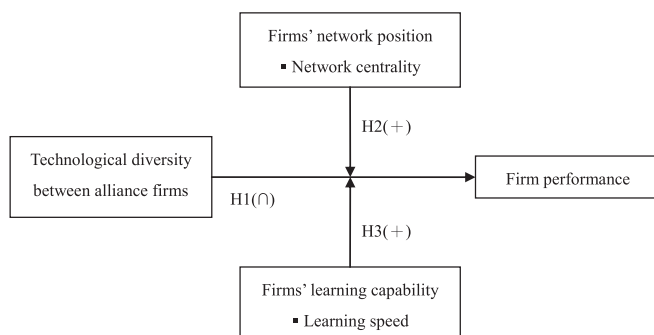 Firms’ network position
▪ Network centrality
H2(+)
Technological diversity
between alliance firms
H1(∩)
Firm performance
H3(+)
Firms’ learning capability
▪ Learning speed